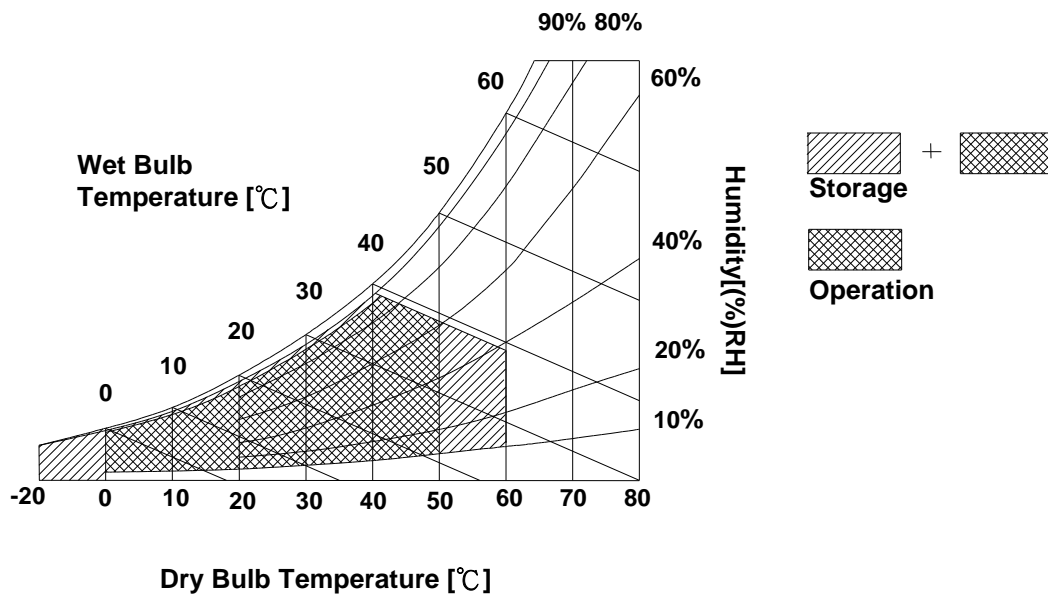 90% 80%
60
60%
50
Wet Bulb
Temperature [℃]
+
Storage
Humidity[(%)RH]
40
40%
30
Operation
20
20%
10
0
10%
-20 0 10 20 30 40 50 60 70 80
Dry Bulb Temperature [℃]